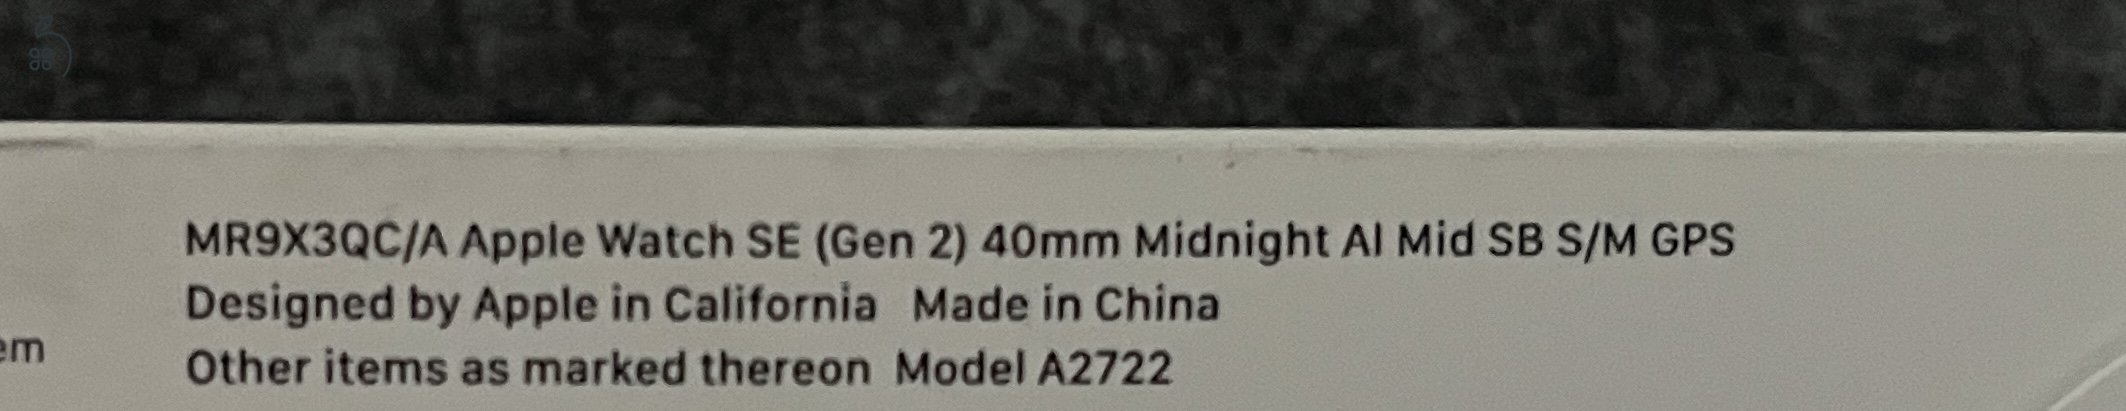 MR9X3QC/A Apple Watch SE (Gen 2) 40mm Midnight Al Mid SB S/M GPS
Designed by Apple in California Made in China
em
Other items as marked thereon Model A2722